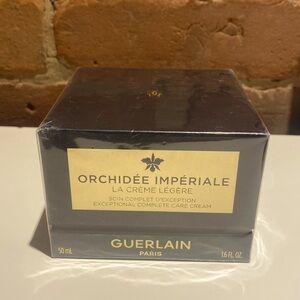 ORCHIDÉE IMPÉRIALE
LA CRÈME LÉGÈRE
SOIN COMPLET D'EXCEPTION
EXCEPTIONAL COMPLETE CARE CREAM
50 mL GUERLAIN 1.6 FL. OZ.
PARIS